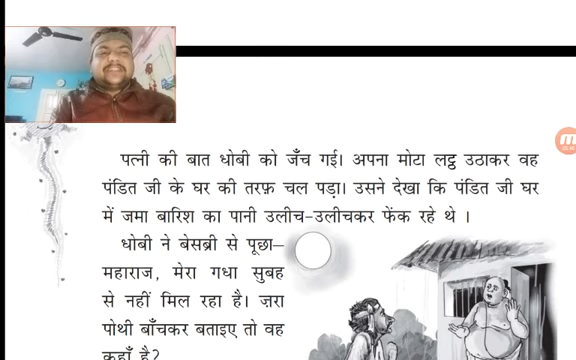 पत्नी की बात धोबी को जँच गई। अपना मोटा लट्ठ उठाकर वह
पंडित जी के घर की तरफ़ चल पड़ा। उसने देखा कि पंडित जी घर
में जमा बारिश का पानी उलीच-उलीचकर फेंक रहे थे ।
धोबी ने बेसब्री से पूछा—
महाराज, मेरा गधा सुबह
से नहीं मिल रहा है। ज़रा
पोथी बाँचकर बताइए तो वह
कहाँ है?